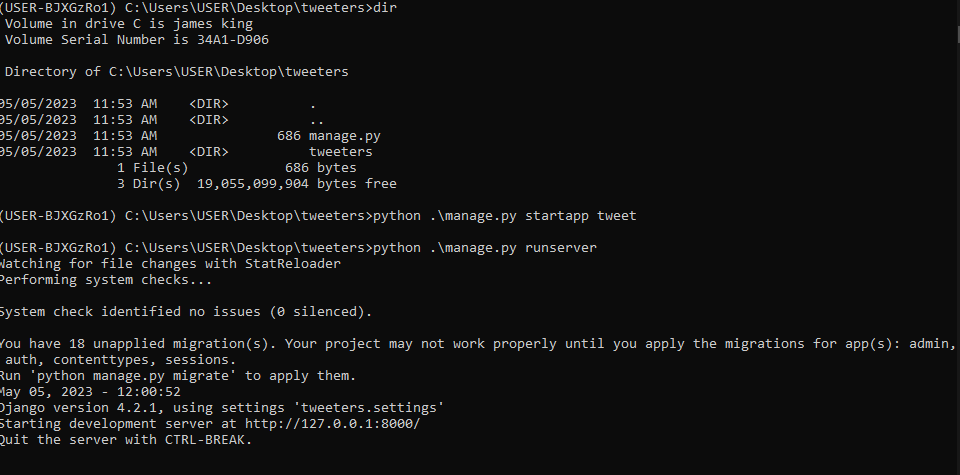 (USER-BJXGzRo1) C:\Users\USER\Desktop\tweeters>dir
Volume in drive C is james king
Volume Serial Number is 34A1-D906
Directory of C:\Users\USER\Desktop\tweeters
05/05/2023  11:53 AM    <DIR>          .
05/05/2023  11:53 AM    <DIR>          ..
05/05/2023  11:53 AM               686 manage.py
05/05/2023  11:53 AM    <DIR>          tweeters
1 File(s)            686 bytes
3 Dir(s)  19,055,099,904 bytes free
(USER-BJXGzRo1) C:\Users\USER\Desktop\tweeters>python .\manage.py startapp tweet
(USER-BJXGzRo1) C:\Users\USER\Desktop\tweeters>python .\manage.py runserver
Watching for file changes with StatReloader
Performing system checks...
System check identified no issues (0 silenced).
You have 18 unapplied migration(s). Your project may not work properly until you apply the migrations for app(s): admin,
auth, contenttypes, sessions.
Run 'python manage.py migrate' to apply them.
May 05, 2023 - 12:00:52
Django version 4.2.1, using settings 'tweeters.settings'
Starting development server at http://127.0.0.1:8000/
Quit the server with CTRL-BREAK.